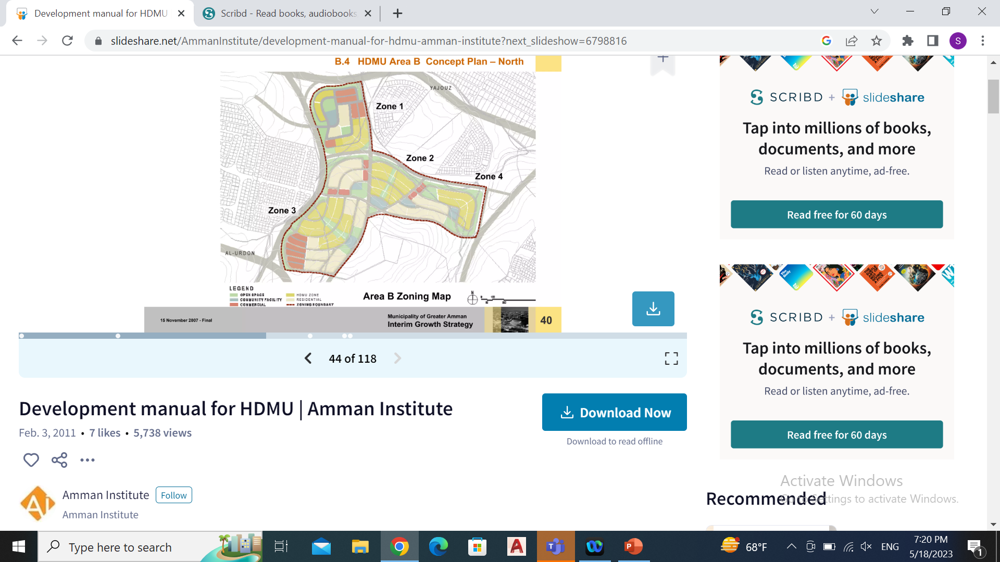 Development manual for HDMU
Scribd - Read books, audiobooks
slideshare.net/AmmanInstitute/development-manual-for-hdmu-amman-institute?next_slideshow=6798816
S
B.4 HDMU Area B Concept Plan – North
YAJOUZ
Zone 1
Zone 2
Zone 4
Zone 3
AL-URDON
LEGEND
OPEN SPACE
COMMUNITY FACILITY
COMMERCIAL
HDMU ZONE
RESIDENTIAL
ZONING BOUNDARY
Area B Zoning Map
N
15 November 2007 - Final
Municipality of Greater Amman
Interim Growth Strategy
40
44 of 118
Development manual for HDMU | Amman Institute
Feb. 3, 2011 • 7 likes • 5,738 views
Download Now
Download to read offline
Amman Institute
Follow
Amman Institute
SCRIBD + slideshare
Tap into millions of books,
documents, and more
Read or listen anytime, ad-free.
Read free for 60 days
The Daily
SCRIBD + slideshare
Tap into millions of books,
documents, and more
Read or listen anytime, ad-free.
Read free for 60 days
Activate Windows
Go to Settings to activate Windows.
Recommended
Type here to search
68°F
ENG
7:20 PM
5/18/2023
1